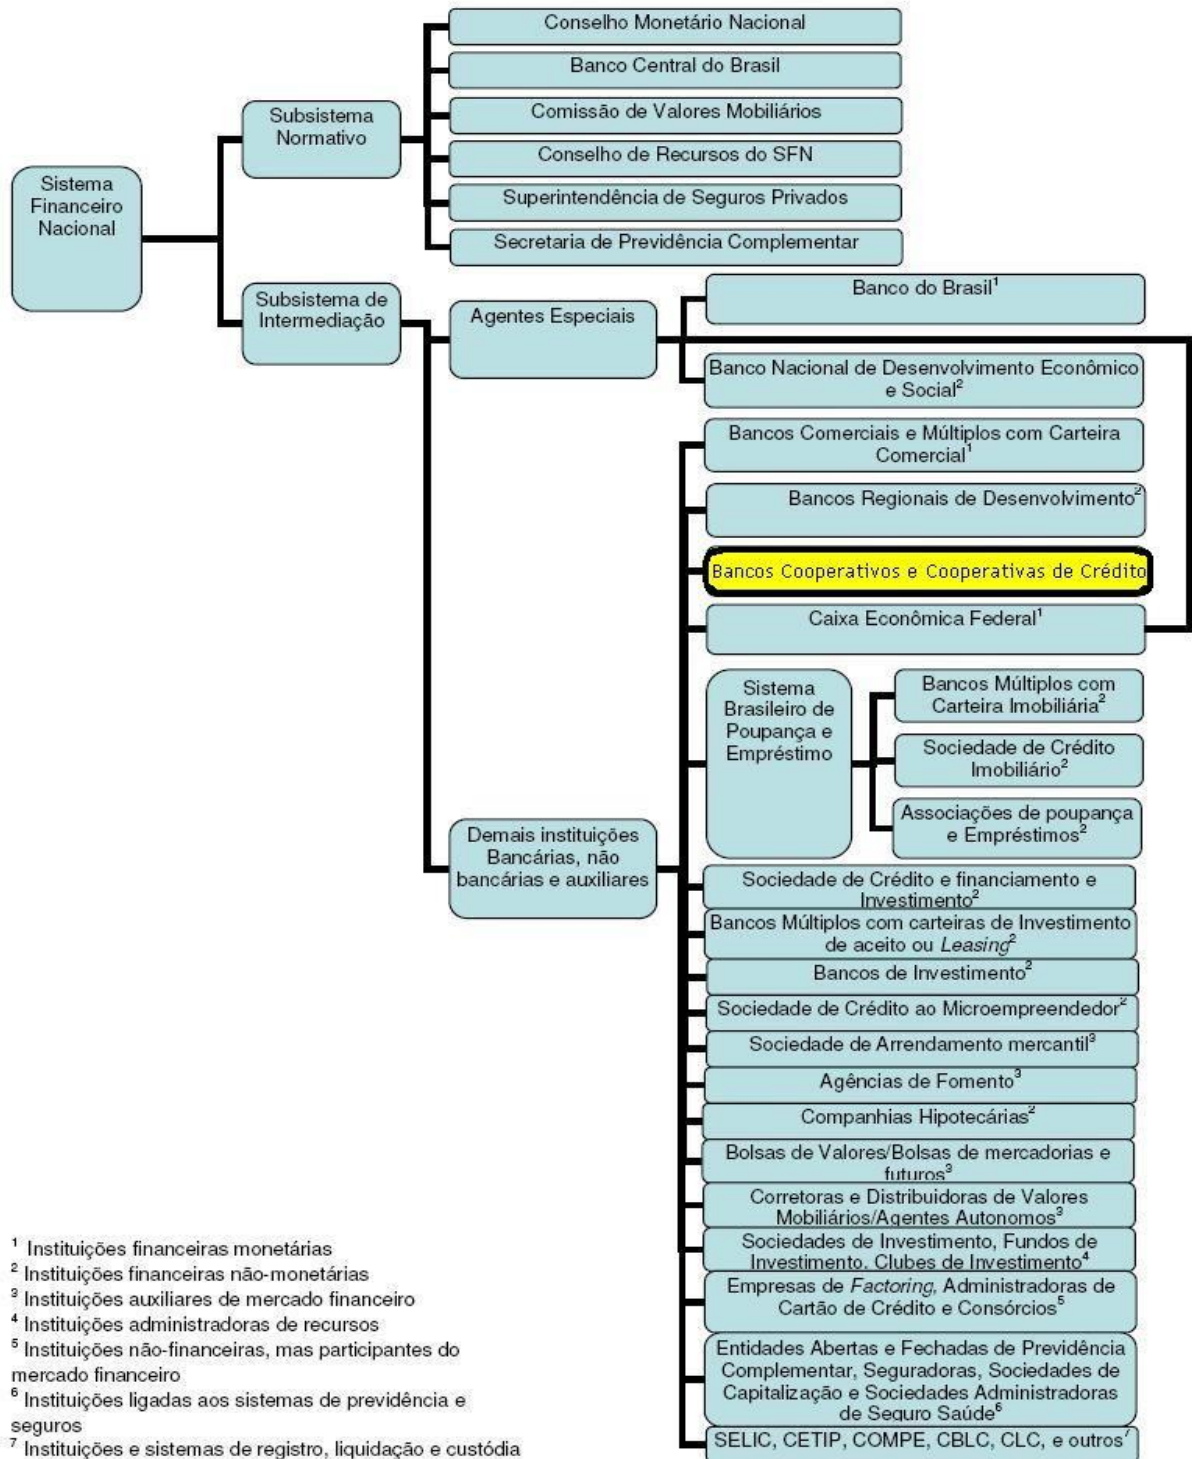 Conselho Monetário Nacional
Banco Central do Brasil
Comissão de Valores Mobiliários
Conselho de Recursos do SFN
Superintendência de Seguros Privados
Secretaria de Previdência Complementar
Subsistema
Normativo
Sistema
Financeiro
Nacional
Subsistema de
Intermediação
Agentes Especiais
Banco do Brasil¹
Banco Nacional de Desenvolvimento Econômico
e Social²
Bancos Comerciais e Múltiplos com Carteira
Comercial¹
Bancos Regionais de Desenvolvimento²
Bancos Cooperativos e Cooperativas de Crédito
Caixa Econômica Federal¹
Sistema
Brasileiro de
Poupança e
Empréstimo
Bancos Múltiplos com
Carteira Imobiliária²
Sociedade de Crédito
Imobiliário²
Associações de poupança
e Empréstimos²
Demais instituições
Bancárias, não
bancárias e auxiliares
Sociedade de Crédito e financiamento e
Investimento²
Bancos Múltiplos com carteiras de Investimento
de aceito ou Leasing²
Bancos de Investimento²
Sociedade de Crédito ao Microempreendedor²
Sociedade de Arrendamento mercantil³
Agências de Fomento³
Companhias Hipotecárias²
Bolsas de Valores/Bolsas de mercadorias e
futuros³
Corretoras e Distribuidoras de Valores
Mobiliários/Agentes Autonomos³
Sociedades de Investimento, Fundos de
Investimento, Clubes de Investimento⁴
Empresas de Factoring, Administradoras de
Cartão de Crédito e Consórcios⁵
Entidades Abertas e Fechadas de Previdência
Complementar, Seguradoras, Sociedades de
Capitalização e Sociedades Administradoras
de Seguro Saúde⁶
SELIC, CETIP, COMPE, CBLC, CLC, e outros⁷
¹ Instituições financeiras monetárias
² Instituições financeiras não-monetárias
³ Instituições auxiliares de mercado financeiro
⁴ Instituições administradoras de recursos
⁵ Instituições não-financeiras, mas participantes do
mercado financeiro
⁶ Instituições ligadas aos sistemas de previdência e
seguros
⁷ Instituições e sistemas de registro, liquidação e custódia